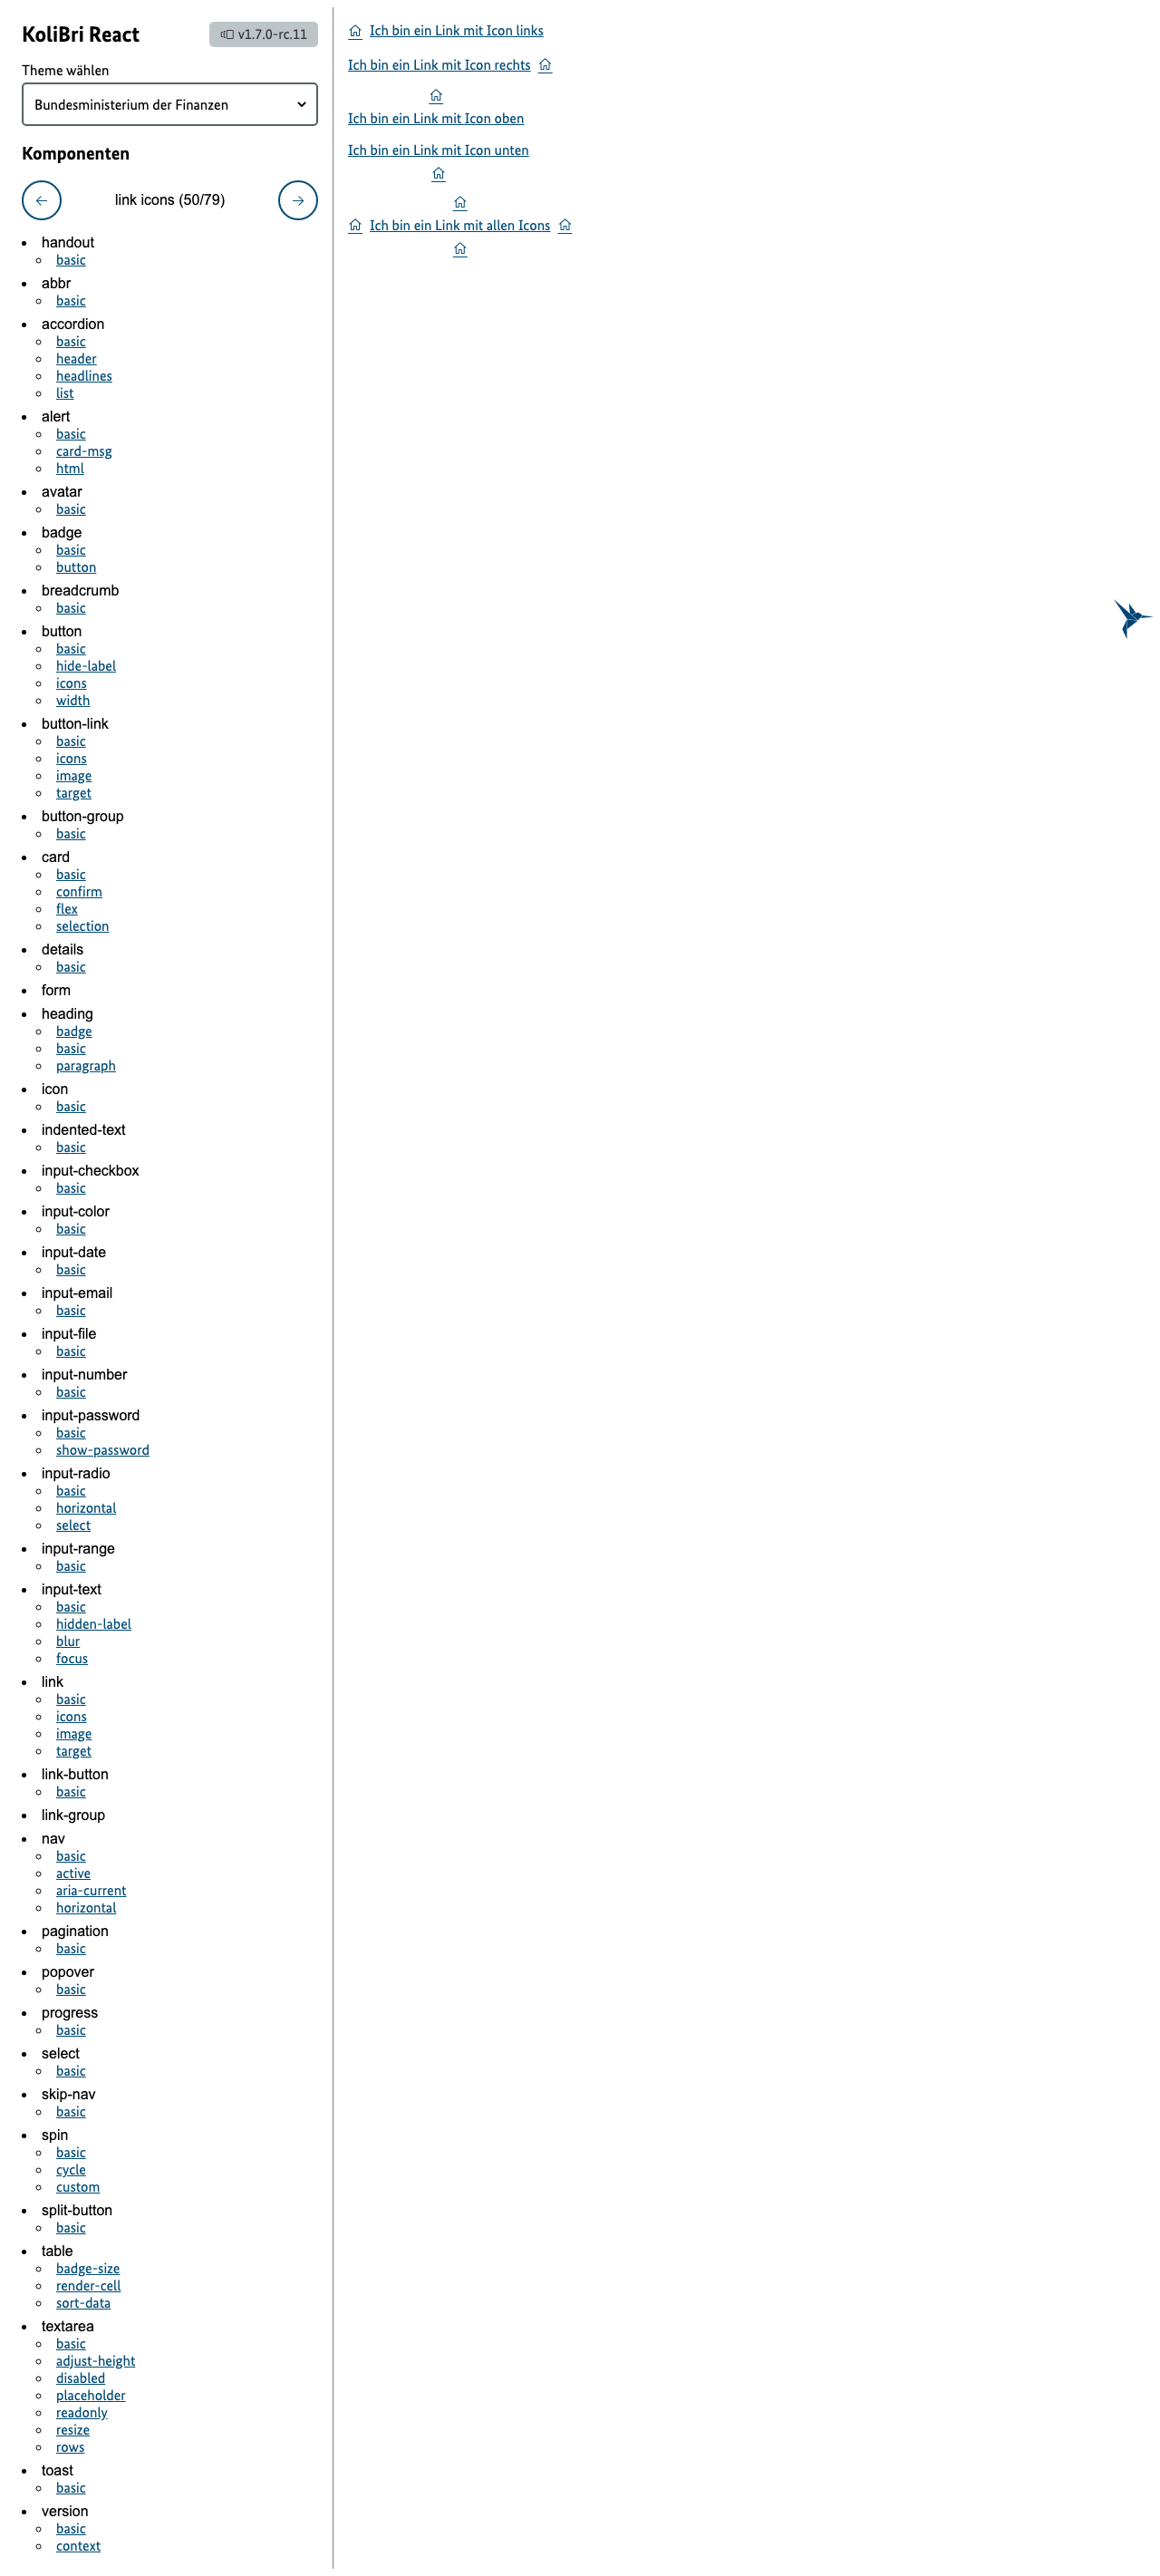 KoliBri React
v1.7.0-rc.11
Theme wählen
Bundesministerium der Finanzen
Komponenten
link icons (50/79)
handout
basic
abbr
basic
accordion
basic
header
headlines
list
alert
basic
card-msg
html
avatar
basic
badge
basic
button
breadcrumb
basic
button
basic
hide-label
icons
width
button-link
basic
icons
image
target
button-group
basic
card
basic
confirm
flex
selection
details
basic
form
heading
badge
basic
paragraph
icon
basic
indented-text
basic
input-checkbox
basic
input-color
basic
input-date
basic
input-email
basic
input-file
basic
input-number
basic
input-password
basic
show-password
input-radio
basic
horizontal
select
input-range
basic
input-text
basic
hidden-label
blur
focus
link
basic
icons
image
target
link-button
basic
link-group
nav
basic
active
aria-current
horizontal
pagination
basic
popover
basic
progress
basic
select
basic
skip-nav
basic
spin
basic
cycle
custom
split-button
basic
table
badge-size
render-cell
sort-data
textarea
basic
adjust-height
disabled
placeholder
readonly
resize
rows
toast
basic
version
basic
context
Ich bin ein Link mit Icon links
Ich bin ein Link mit Icon rechts
Ich bin ein Link mit Icon oben
Ich bin ein Link mit Icon unten
Ich bin ein Link mit allen Icons